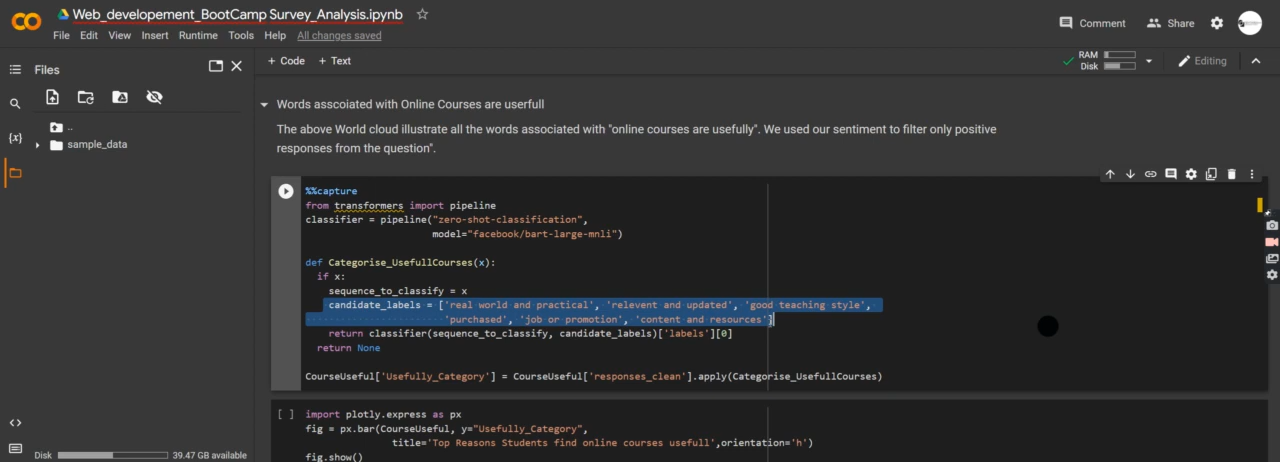 Web_developement_BootCamp Survey_Analysis.ipynb
File Edit View Insert Runtime Tools Help All changes saved
Comment Share
Files
+ Code + Text
RAM
Disk
Editing
..
sample_data
{x}
Words asscoiated with Online Courses are userfull
The above World cloud illustrate all the words associated with "online courses are usefully". We used our sentiment to filter only positive
responses from the question".
%%capture
from transformers import pipeline
classifier = pipeline("zero-shot-classification",
model="facebook/bart-large-mnli")
def Categorise_UsefullCourses(x):
if x:
sequence_to_classify = x
candidate_labels = ['real world and practical', 'relevent and updated', 'good teaching style',
'purchased', 'job or promotion', 'content and resources']
return classifier(sequence_to_classify, candidate_labels)['labels'][0]
return None
CourseUseful['Usefully_Category'] = CourseUseful['responses_clean'].apply(Categorise_UsefullCourses)
[ ] import plotly.express as px
fig = px.bar(CourseUseful, y="Usefully_Category",
title='Top Reasons Students find online courses usefull',orientation='h')
fig.show()
Disk 39.47 GB available